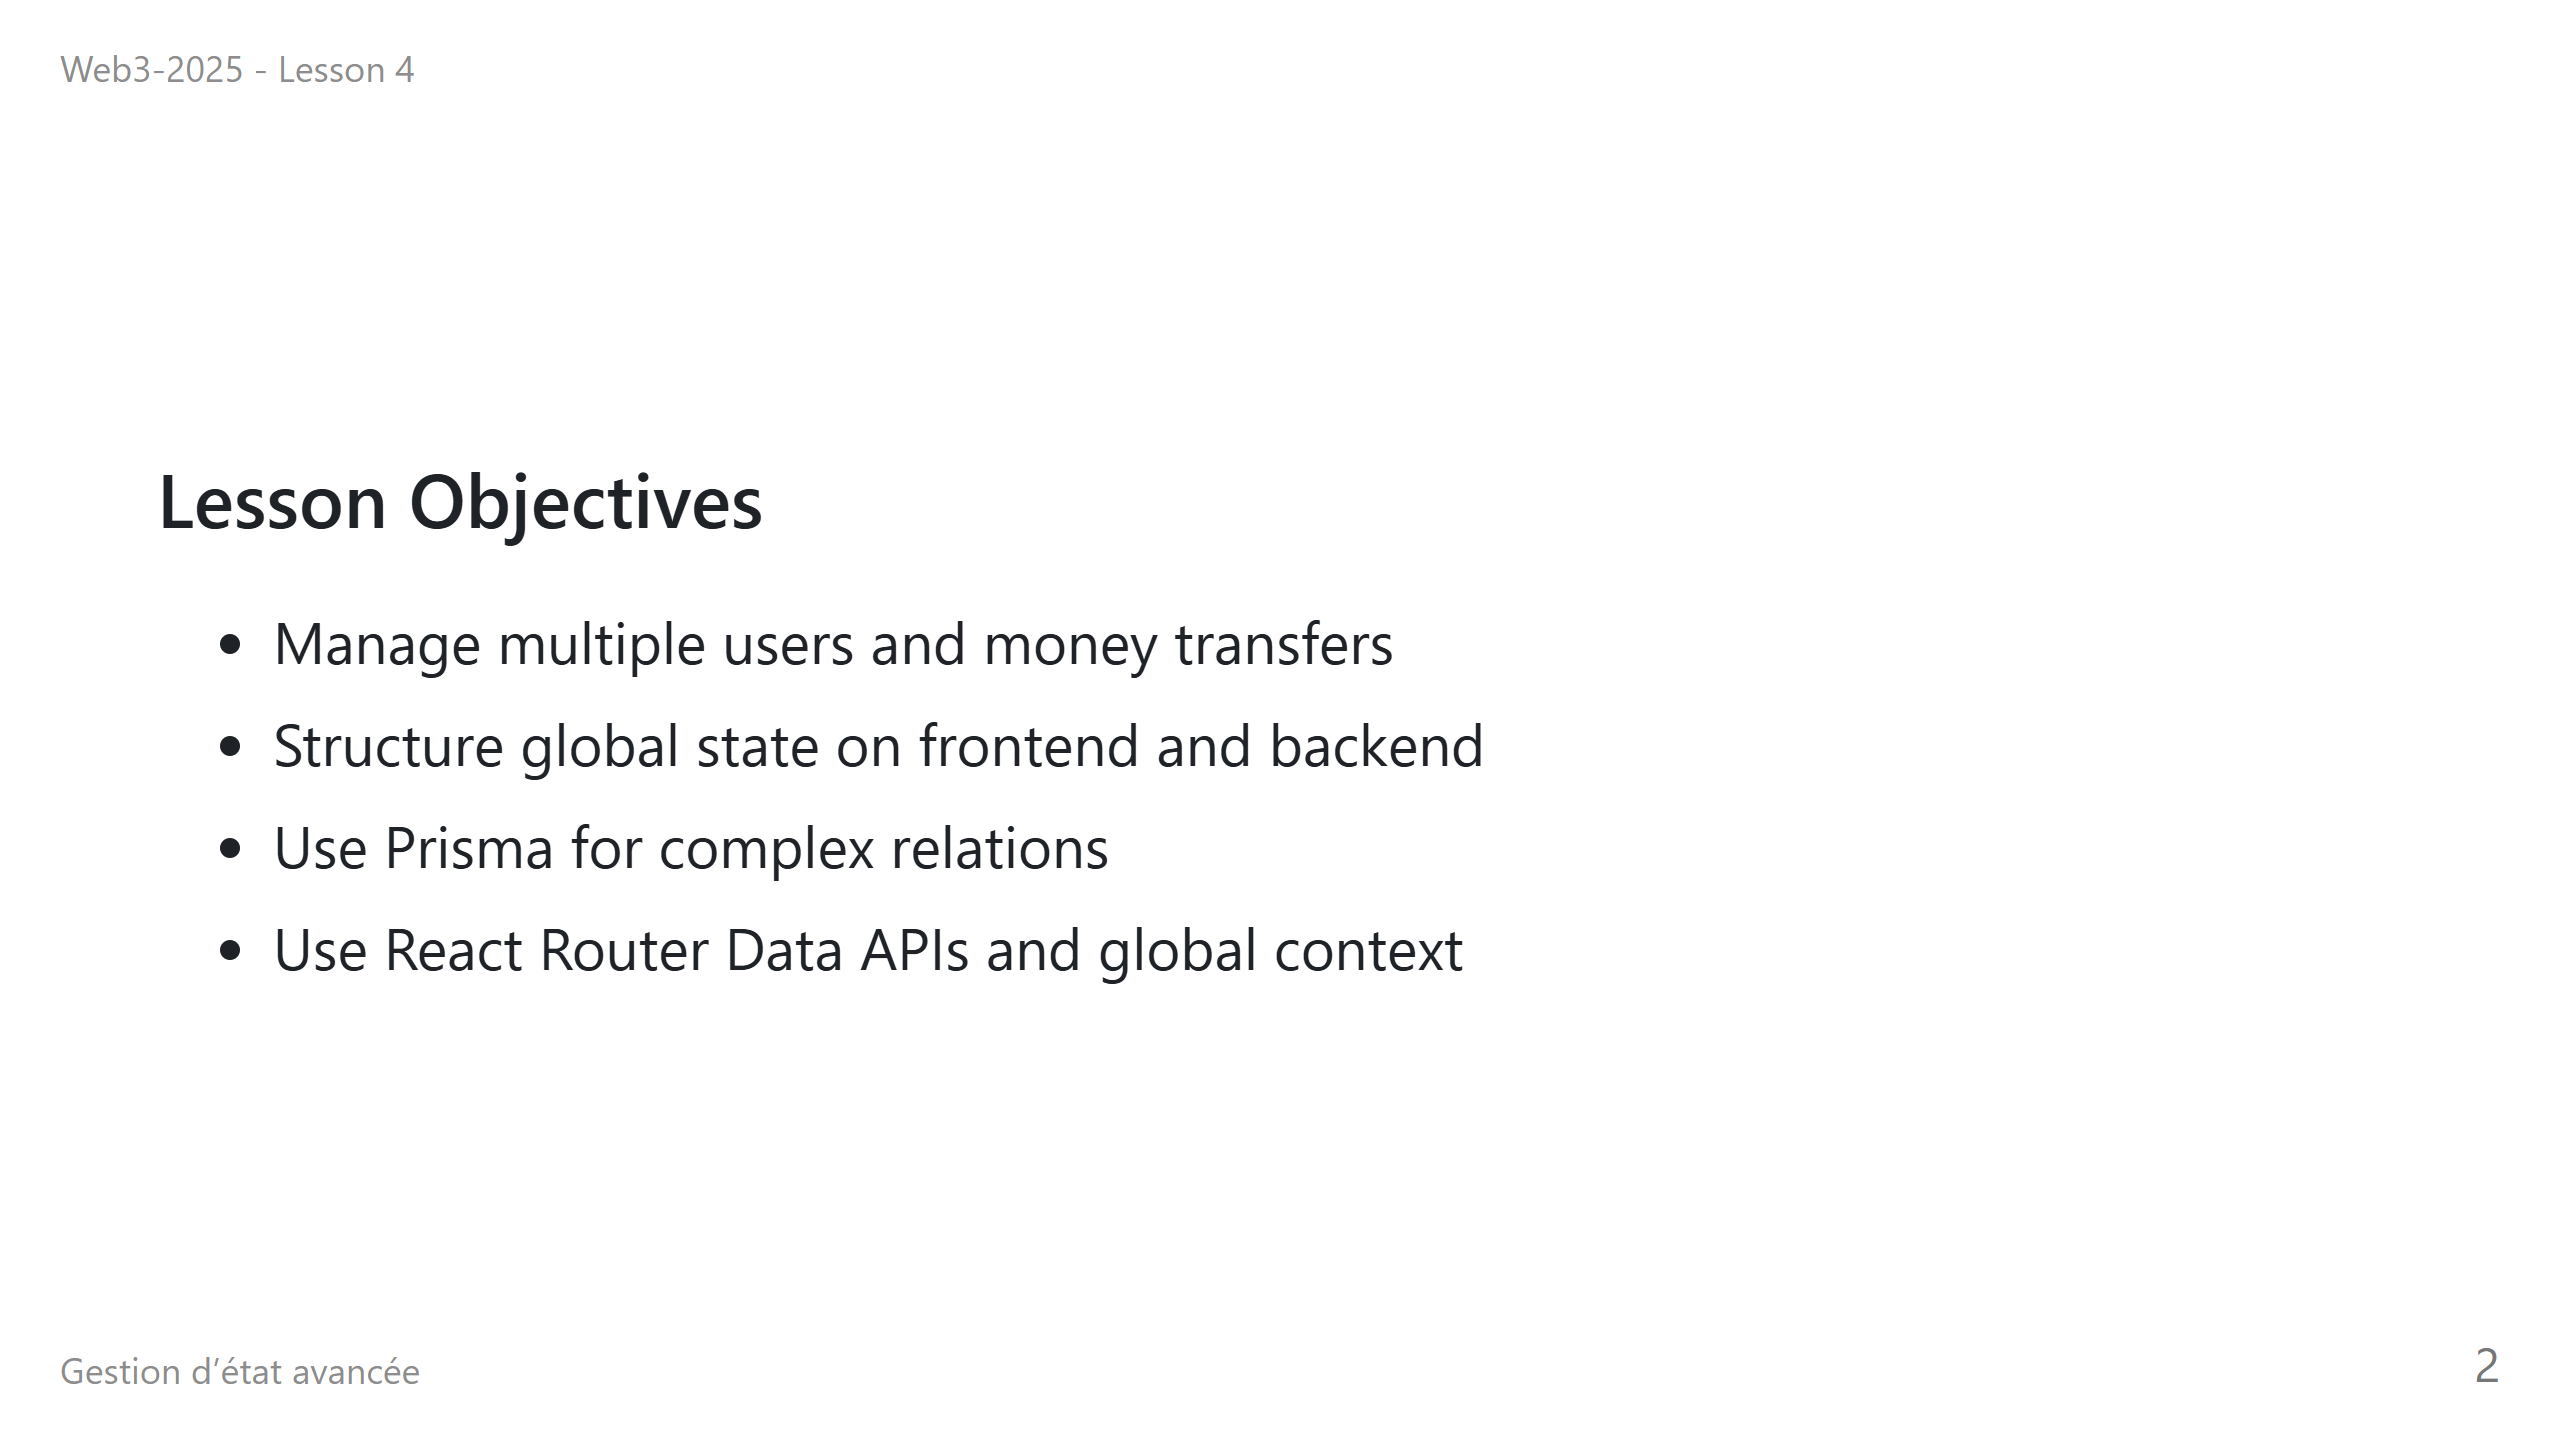 Web3-2025 - Lesson 4
Lesson Objectives
• Manage multiple users and money transfers
• Structure global state on frontend and backend
• Use Prisma for complex relations
• Use React Router Data APIs and global context
Gestion d’état avancée
2